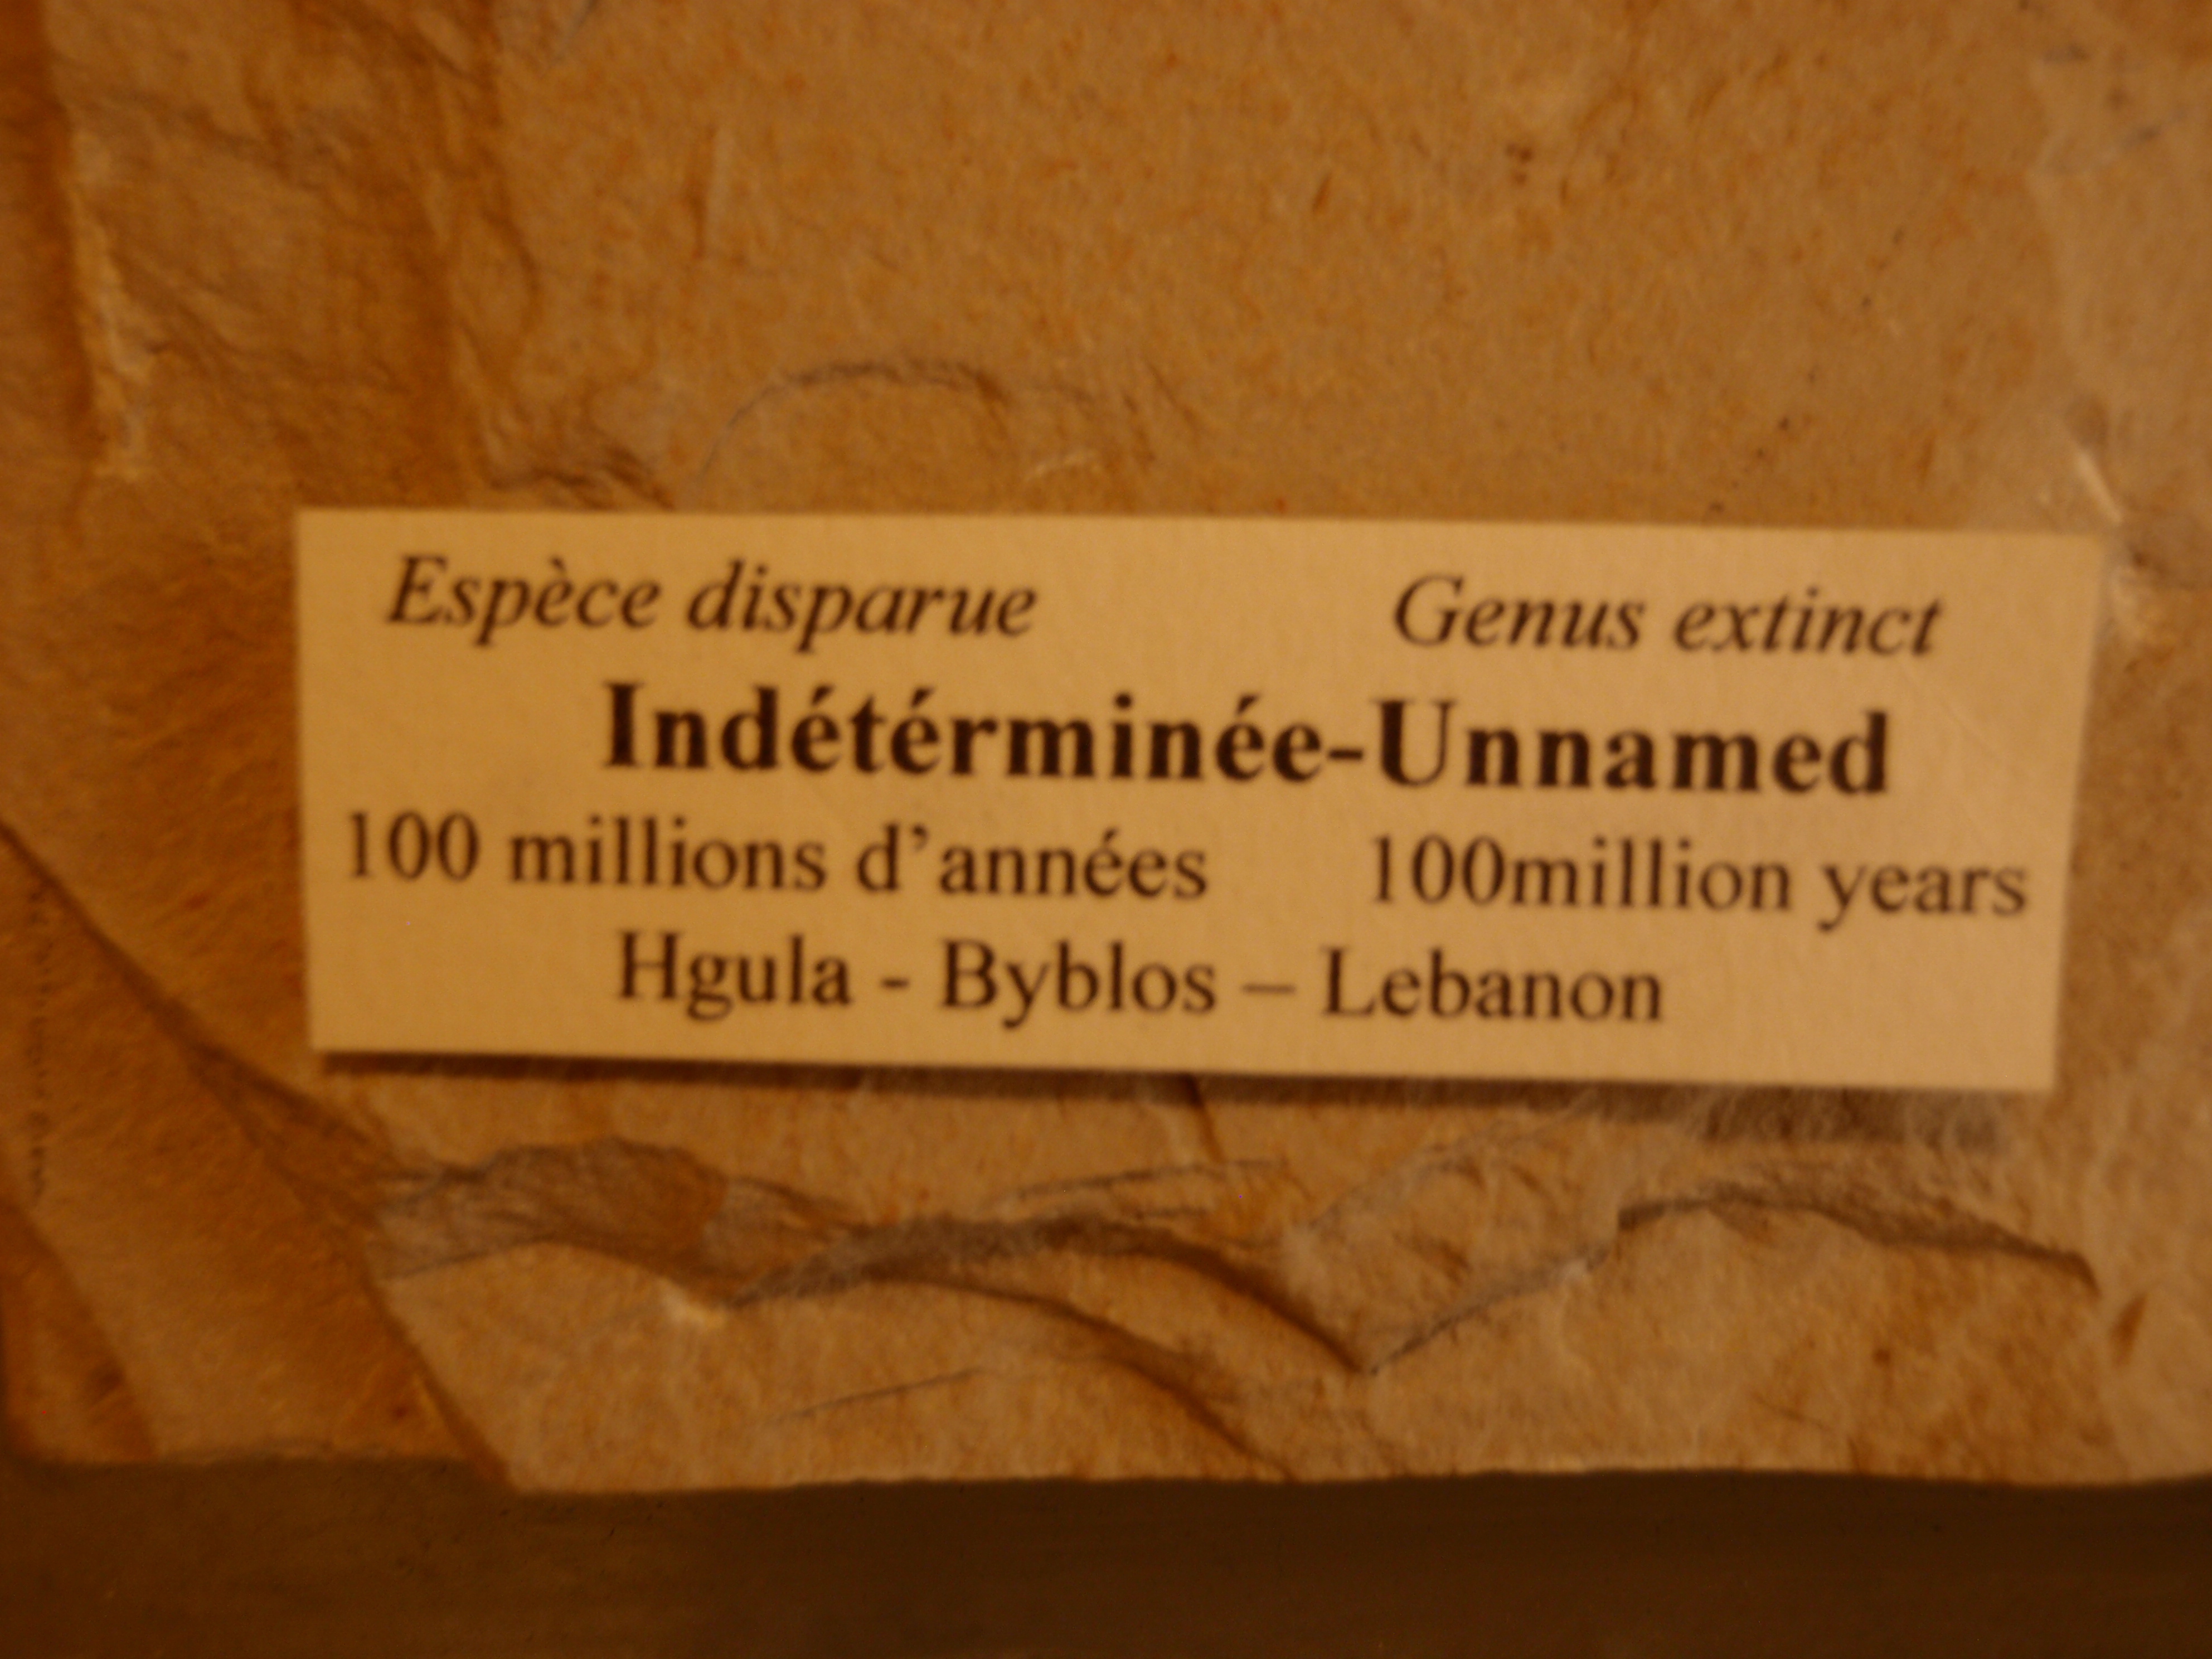 Espèce disparue Genus extinct
Indétérminée-Unnamed
100 millions d’années 100million years
Hgula - Byblos – Lebanon